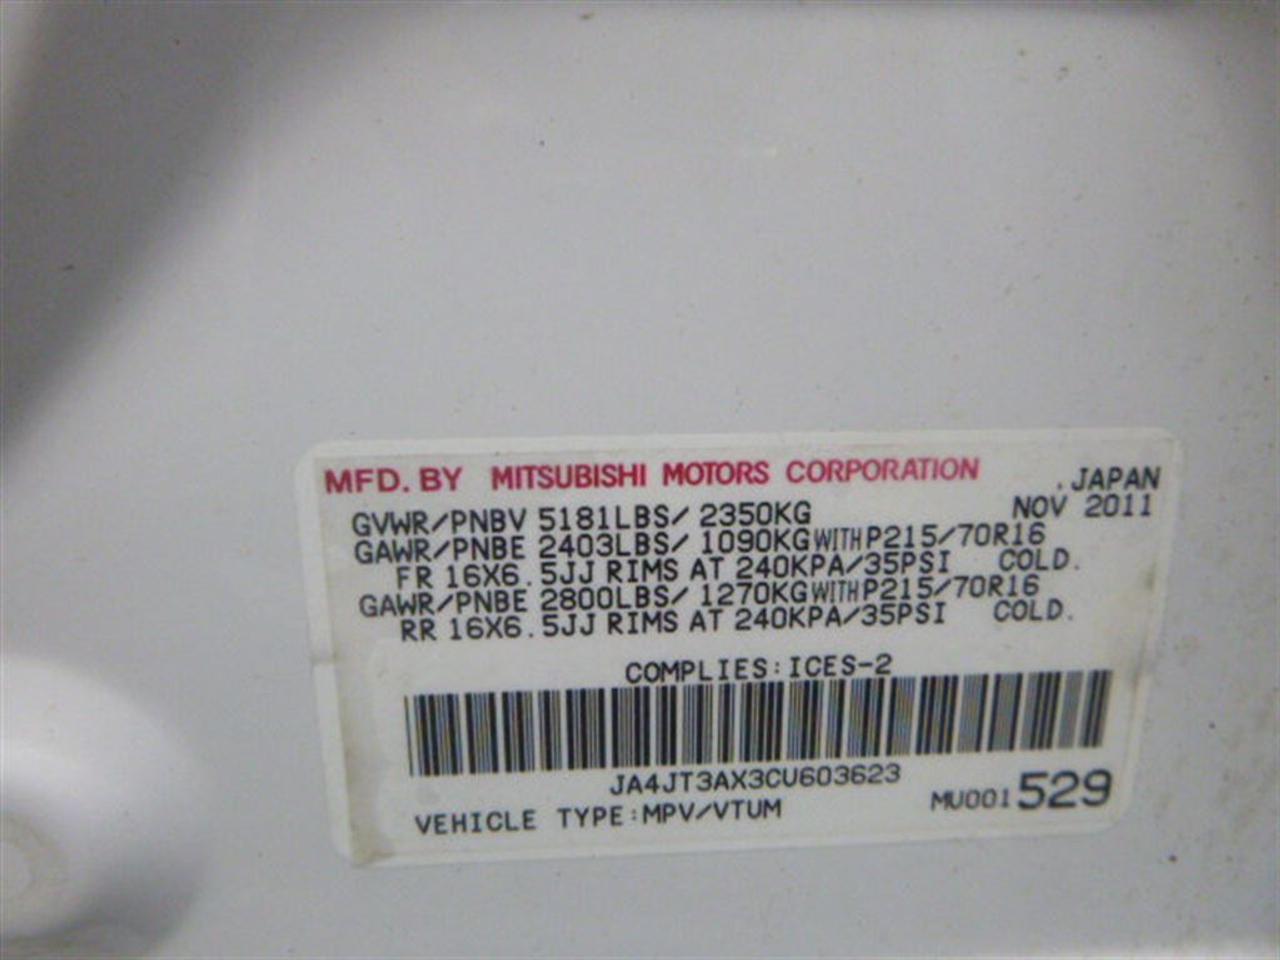 MFD. BY MITSUBISHI MOTORS CORPORATION .JAPAN
GVWR/PNBV 5181LBS/ 2350KG NOV 2011
GAWR/PNBE 2403LBS/ 1090KG WITH P215/70R16
FR 16X6.5JJ RIMS AT 240KPA/35PSI COLD.
GAWR/PNBE 2800LBS/ 1270KG WITH P215/70R16
RR 16X6.5JJ RIMS AT 240KPA/35PSI COLD.
COMPLIES:ICES-2
JA4JT3AX3CU603623
VEHICLE TYPE:MPV/VTUM MU001 529